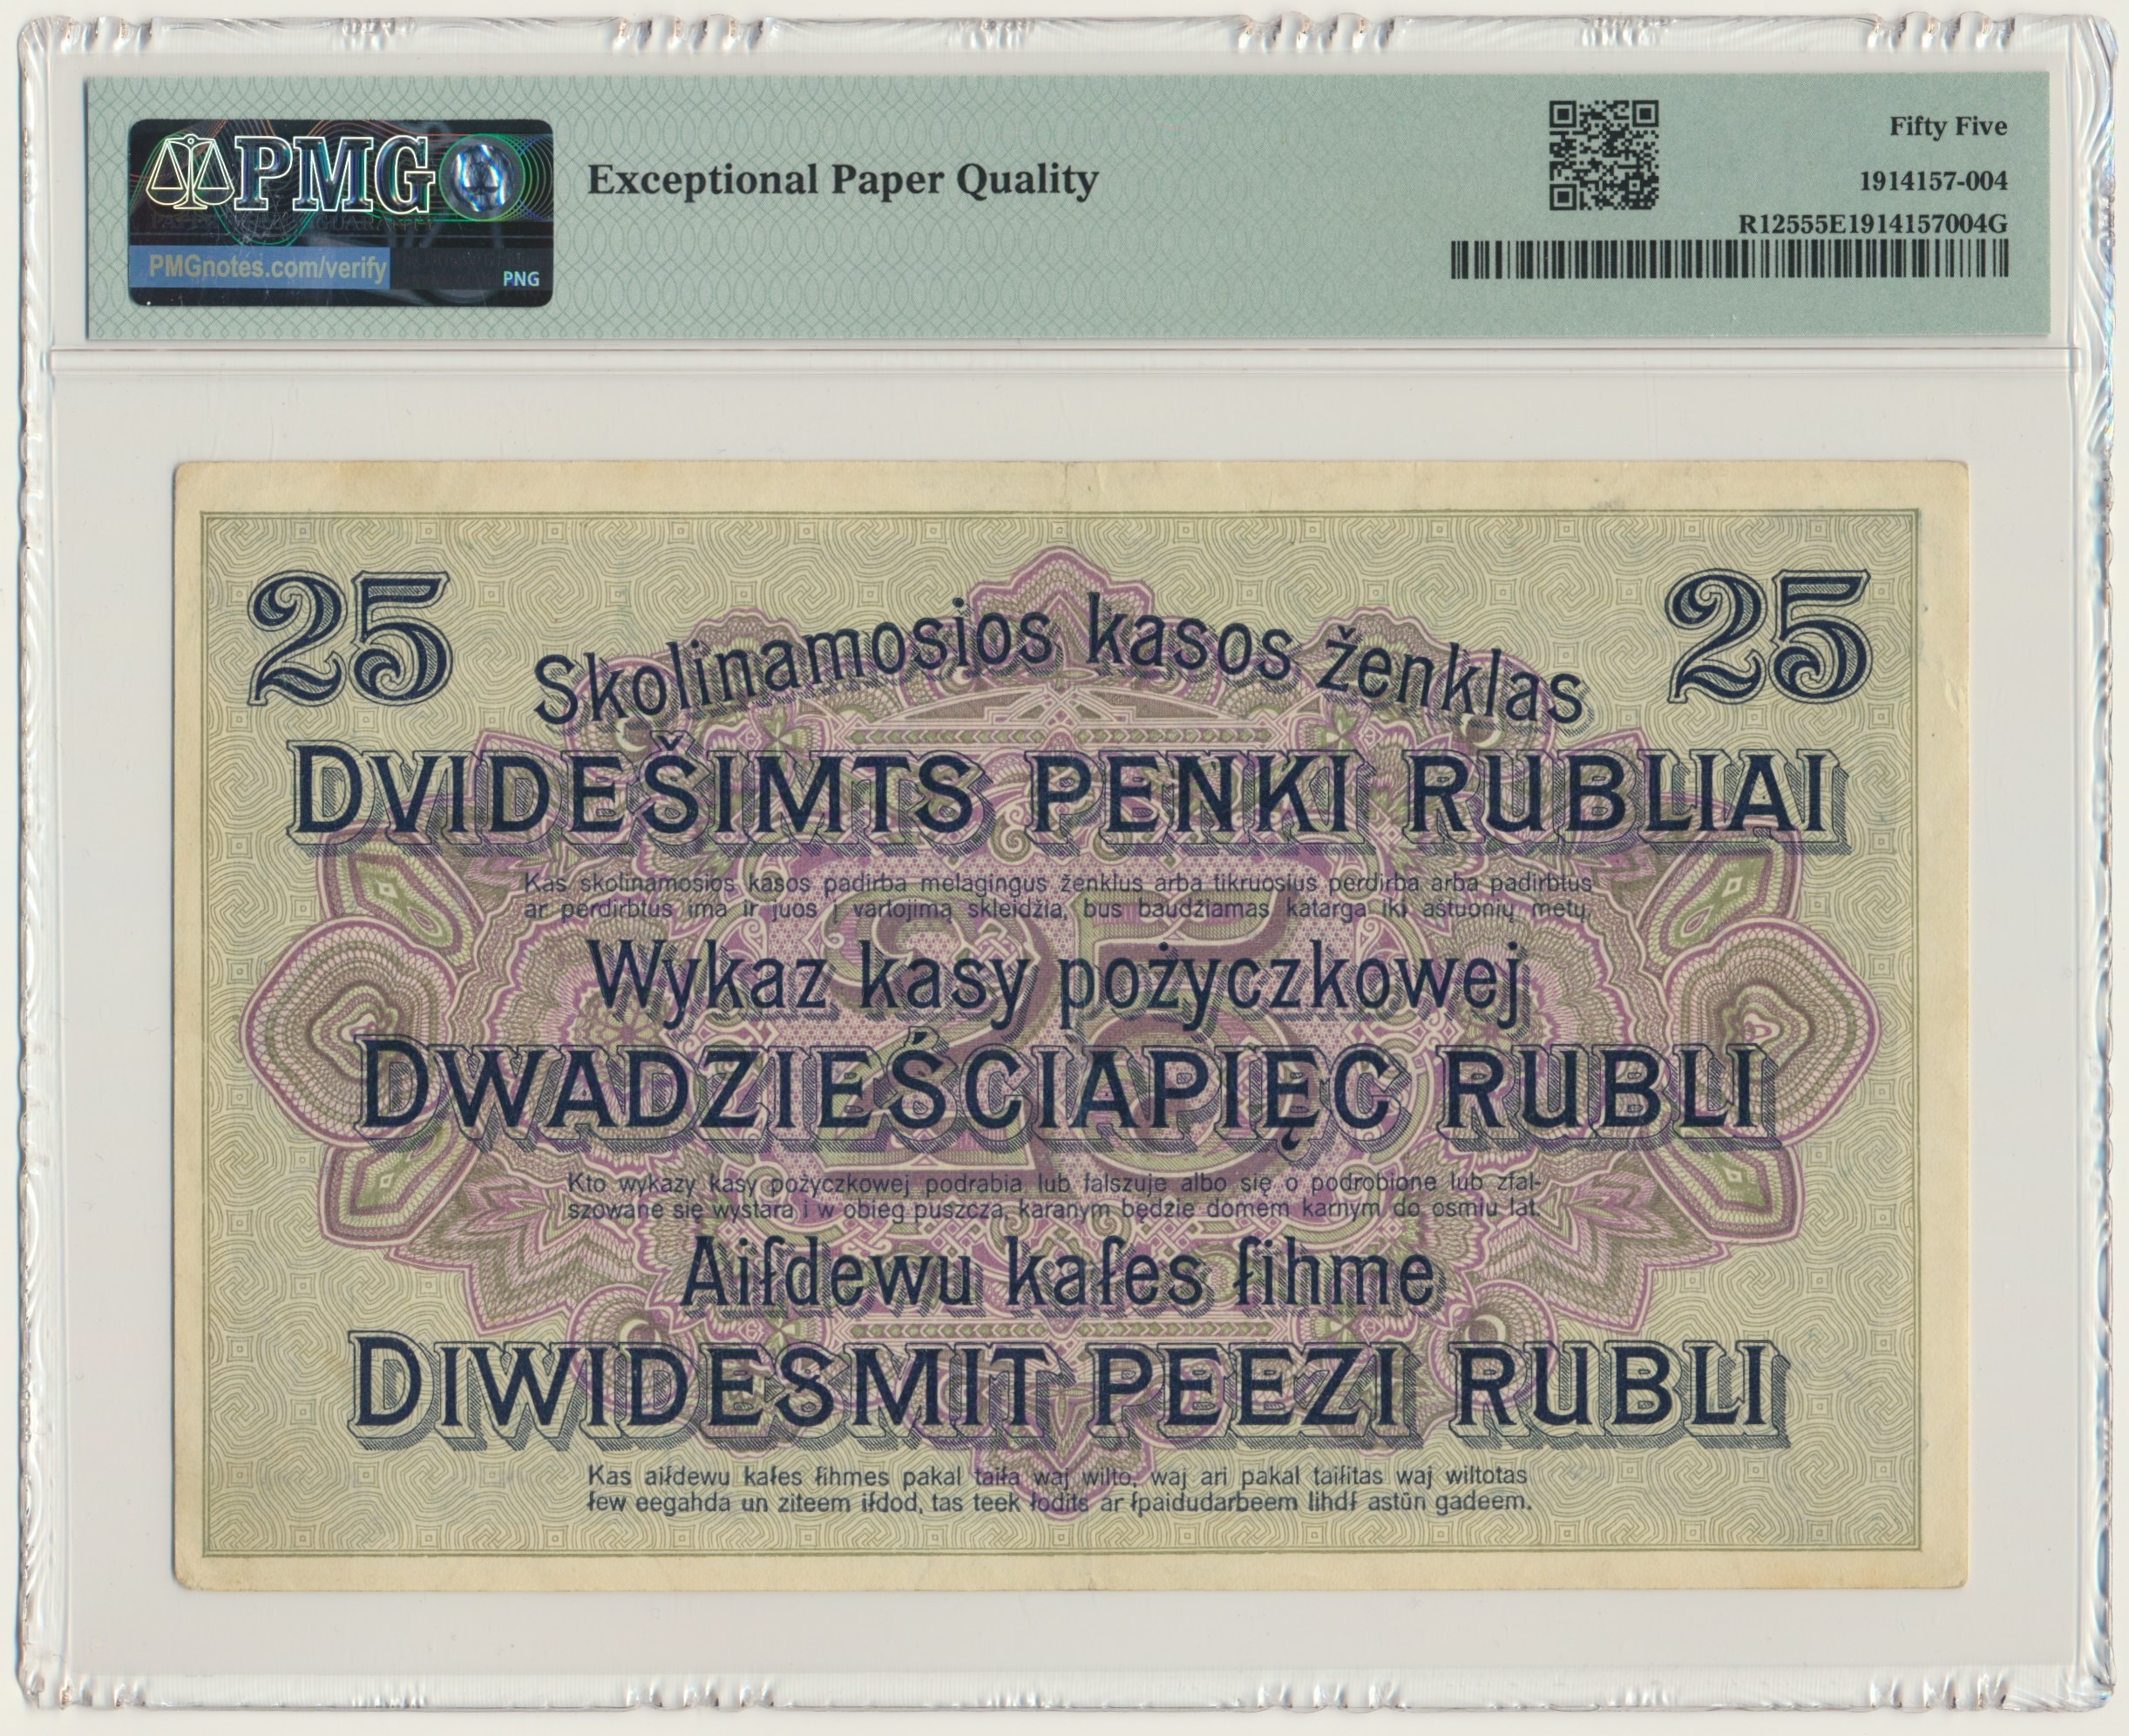 PMG
PMGnotes.com/verify
PNG
Exceptional Paper Quality
Fifty Five
1914157-004
R12555E1914157004G
25
25
Skolinamosios kasos ženklas
DVIDEŠIMTS PENKI RUBLIAI
Kas skolinamosios kasos padirba melagingus ženklus arba tikruosius perdirba arba padirbtus
ar perdirbtus ima ir juos į vartojimą skleidžia, bus baudžiamas katarga iki aštuonių metų.
25
Wykaz kasy pożyczkowej
DWADZIEŚCIAPIĘC RUBLI
Kto wykazy kasy pożyczkowej podrabia lub falszuje albo się o podrobione lub zfal-
szowane się wystara i w obieg puszcza, karanym będzie domem karnym do osmiu lat.
Aiſdewu kaſes ſihme
DIWIDESMIT PEEZI RUBLI
Kas aiſdewu kaſes ſihmes pakal taiſa waj wilto, waj ari pakal taiſitas waj wiltotas
ſew eegahda un ziteem iſdod, tas teek ſodits ar ſpaidudarbeem lihdſ astūn gadeem.